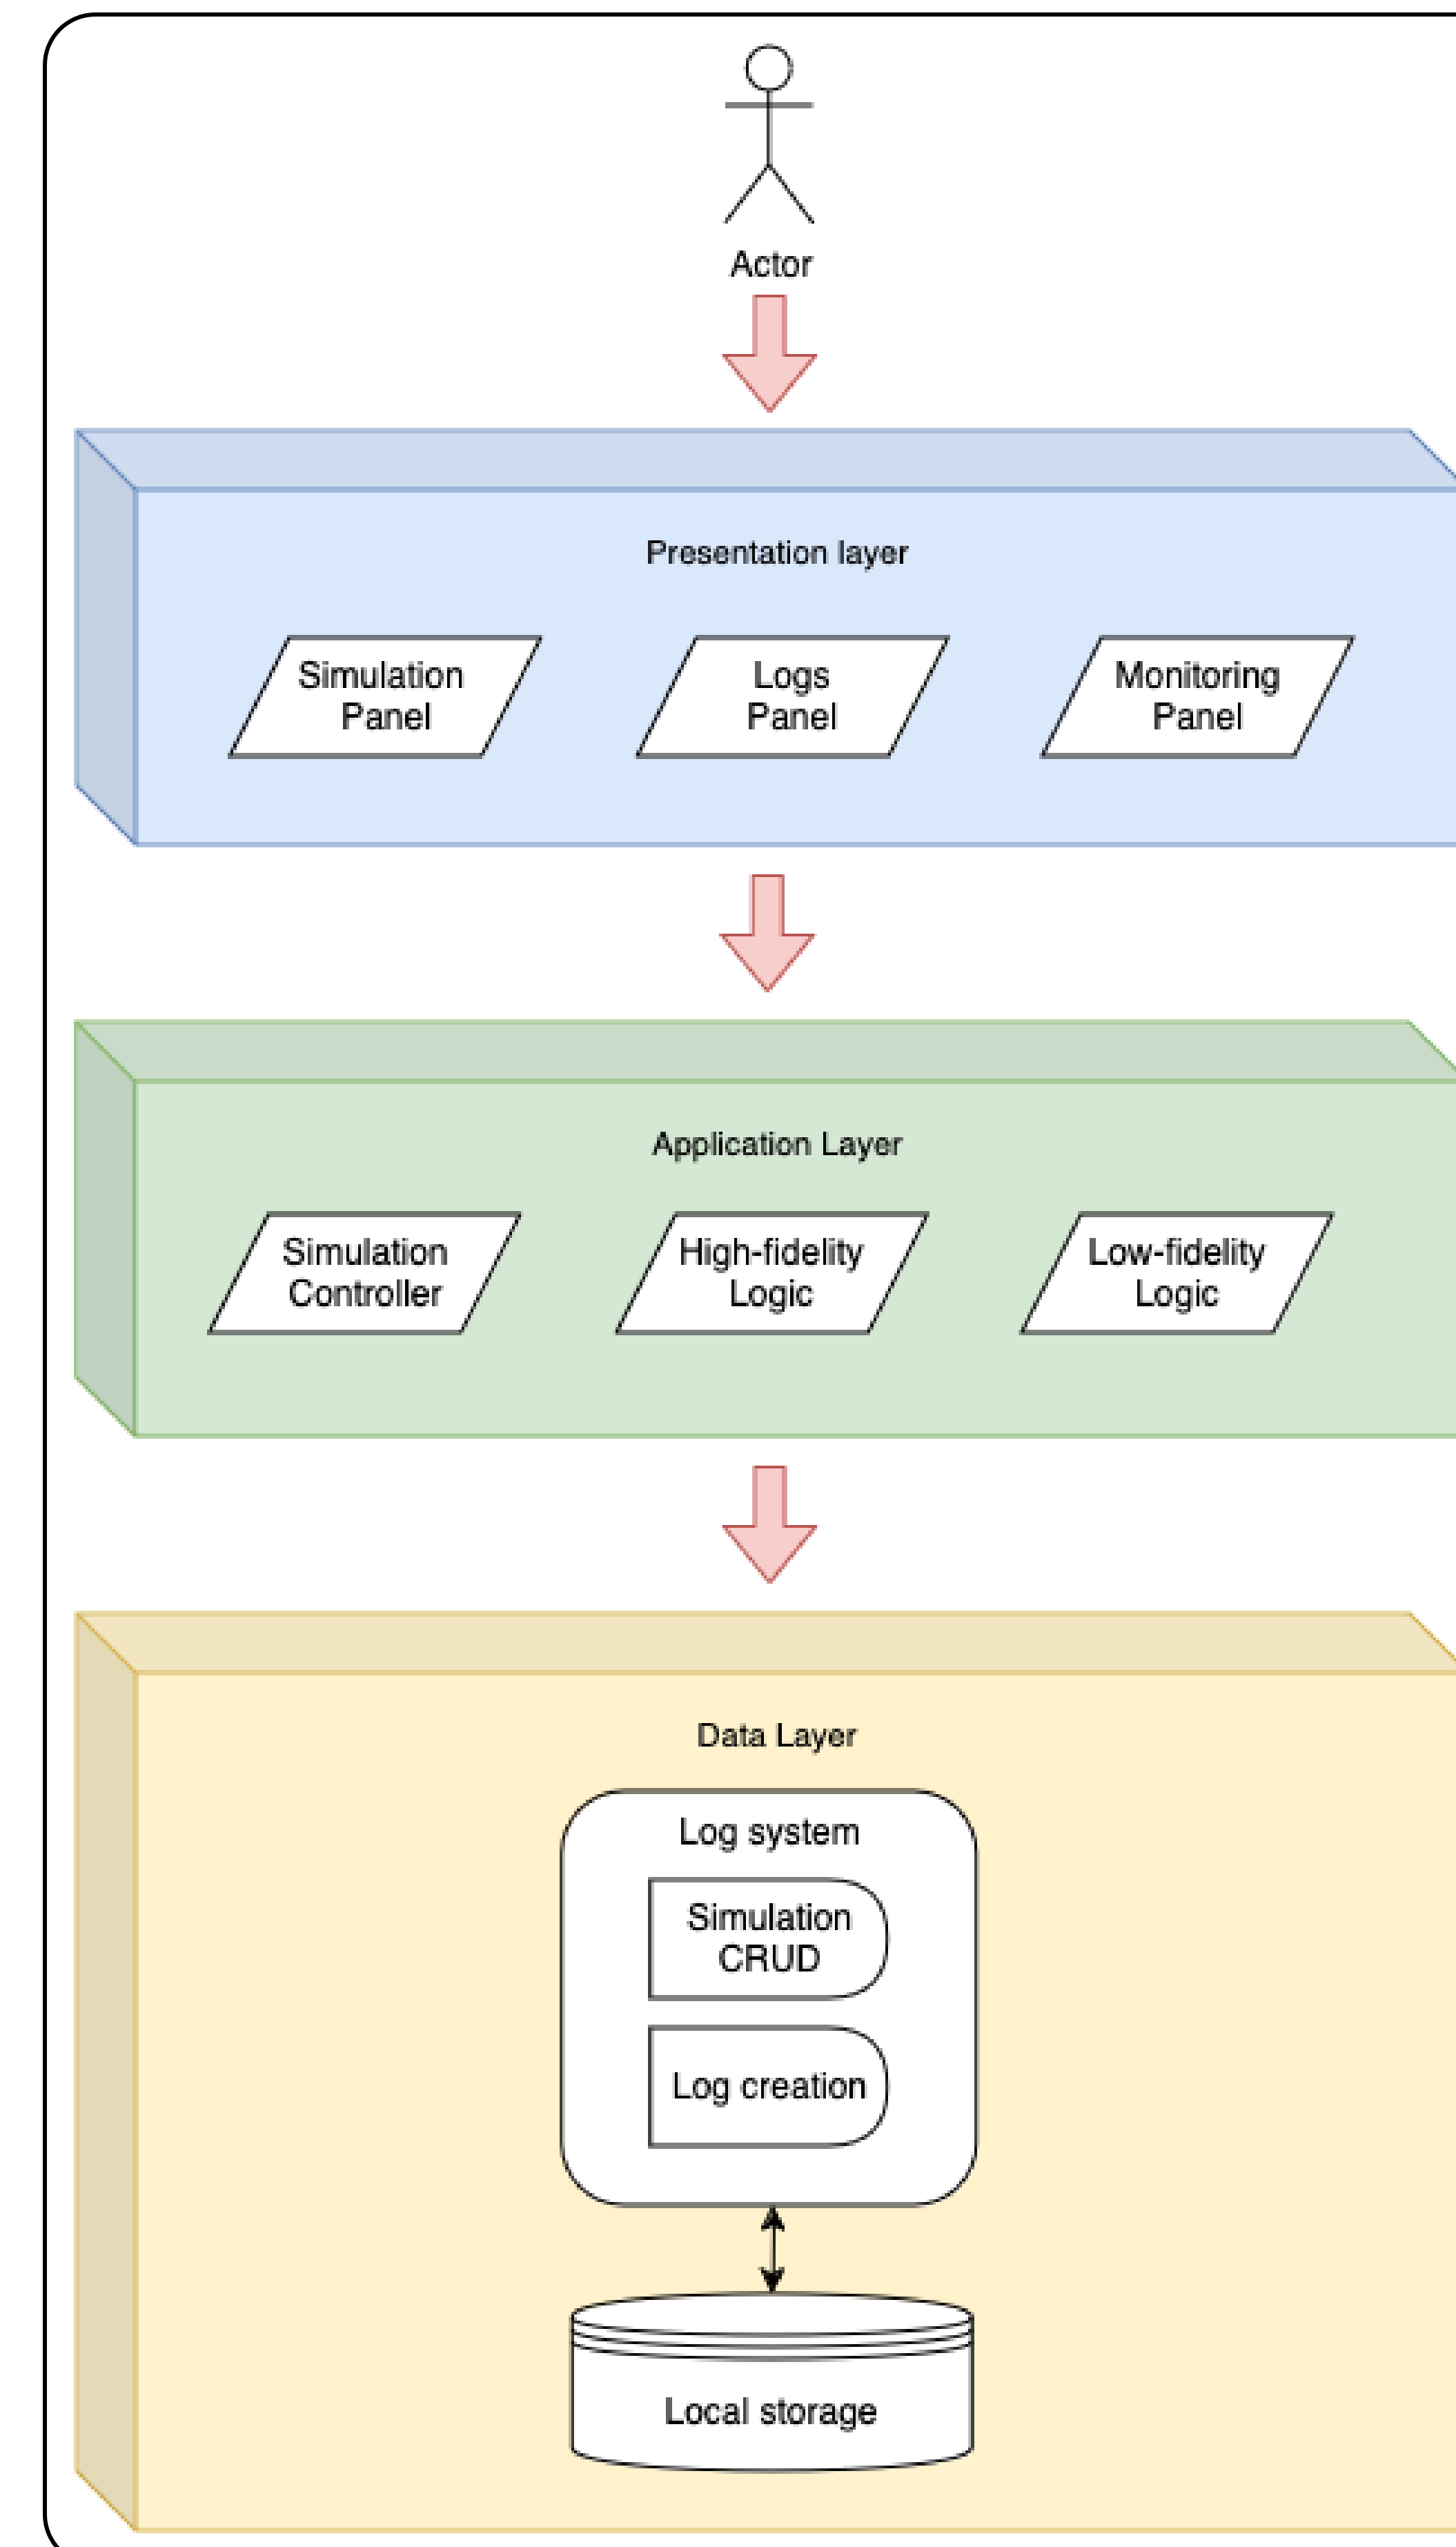 Actor
Presentation layer
Simulation
Panel
Logs
Panel
Monitoring
Panel
Application Layer
Simulation
Controller
High-fidelity
Logic
Low-fidelity
Logic
Data Layer
Log system
Simulation
CRUD
Log creation
Local storage